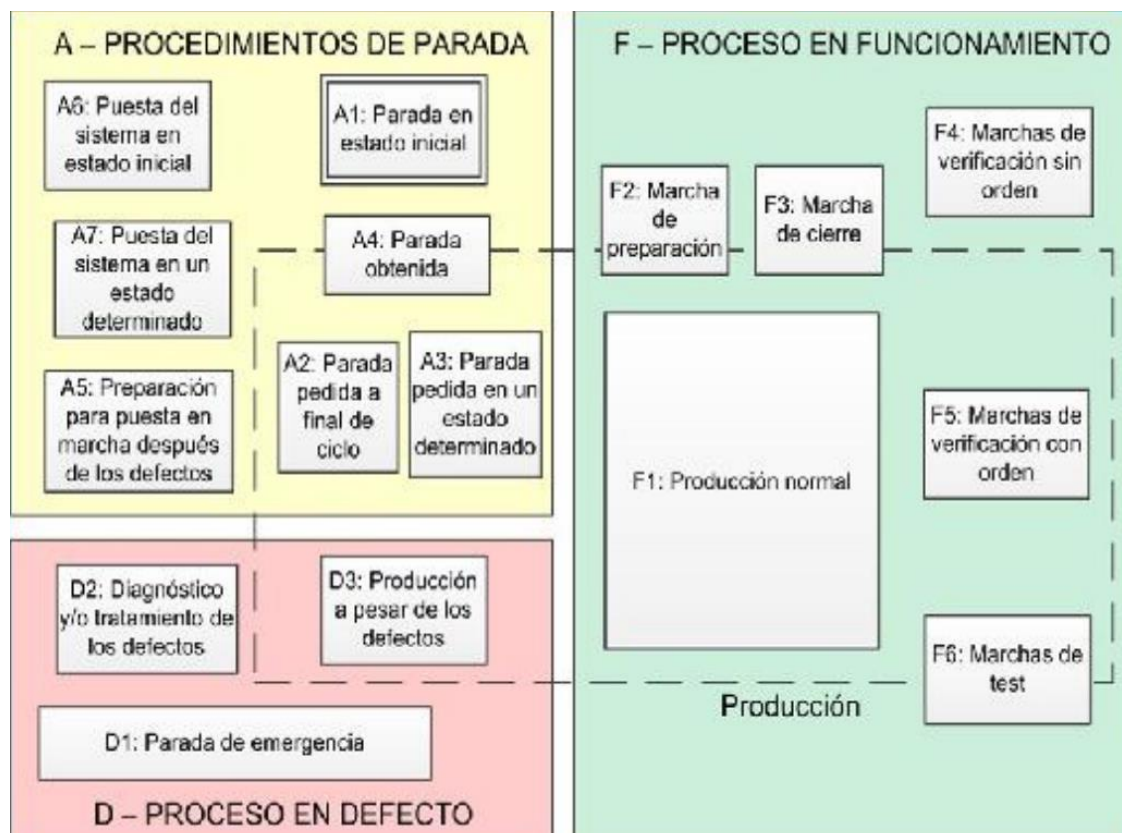 A – PROCEDIMIENTOS DE PARADA
A6: Puesta del
sistema en
estado inicial
A1: Parada en
estado inicial
A7: Puesta del
sistema en un
estado
determinado
A4: Parada
obtenida
A5: Preparación
para puesta en
marcha después
de los defectos
A2: Parada
pedida a
final de
ciclo
A3: Parada
pedida en un
estado
determinado
D2: Diagnóstico
y/o tratamiento de
los defectos
D3: Producción
a pesar de los
defectos
D1: Parada de emergencia
D – PROCESO EN DEFECTO
F – PROCESO EN FUNCIONAMIENTO
F2: Marcha
de
preparación
F3: Marcha
de cierre
F4: Marchas de
verificación sin
orden
F1: Producción normal
F5: Marchas de
verificación con
orden
F6: Marchas de
test
Producción